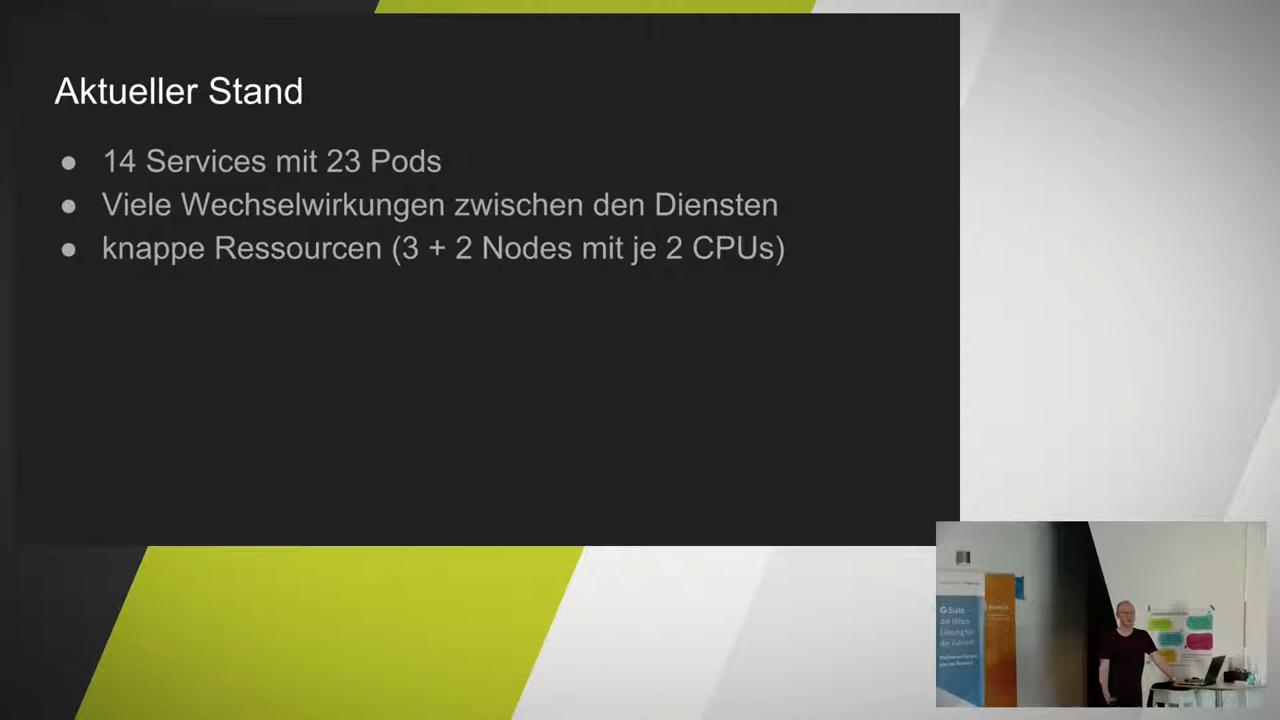 Aktueller Stand
● 14 Services mit 23 Pods
● Viele Wechselwirkungen zwischen den Diensten
● knappe Ressourcen (3 + 2 Nodes mit je 2 CPUs)
G Suite –
die Office
Lösung für
die Zukunft